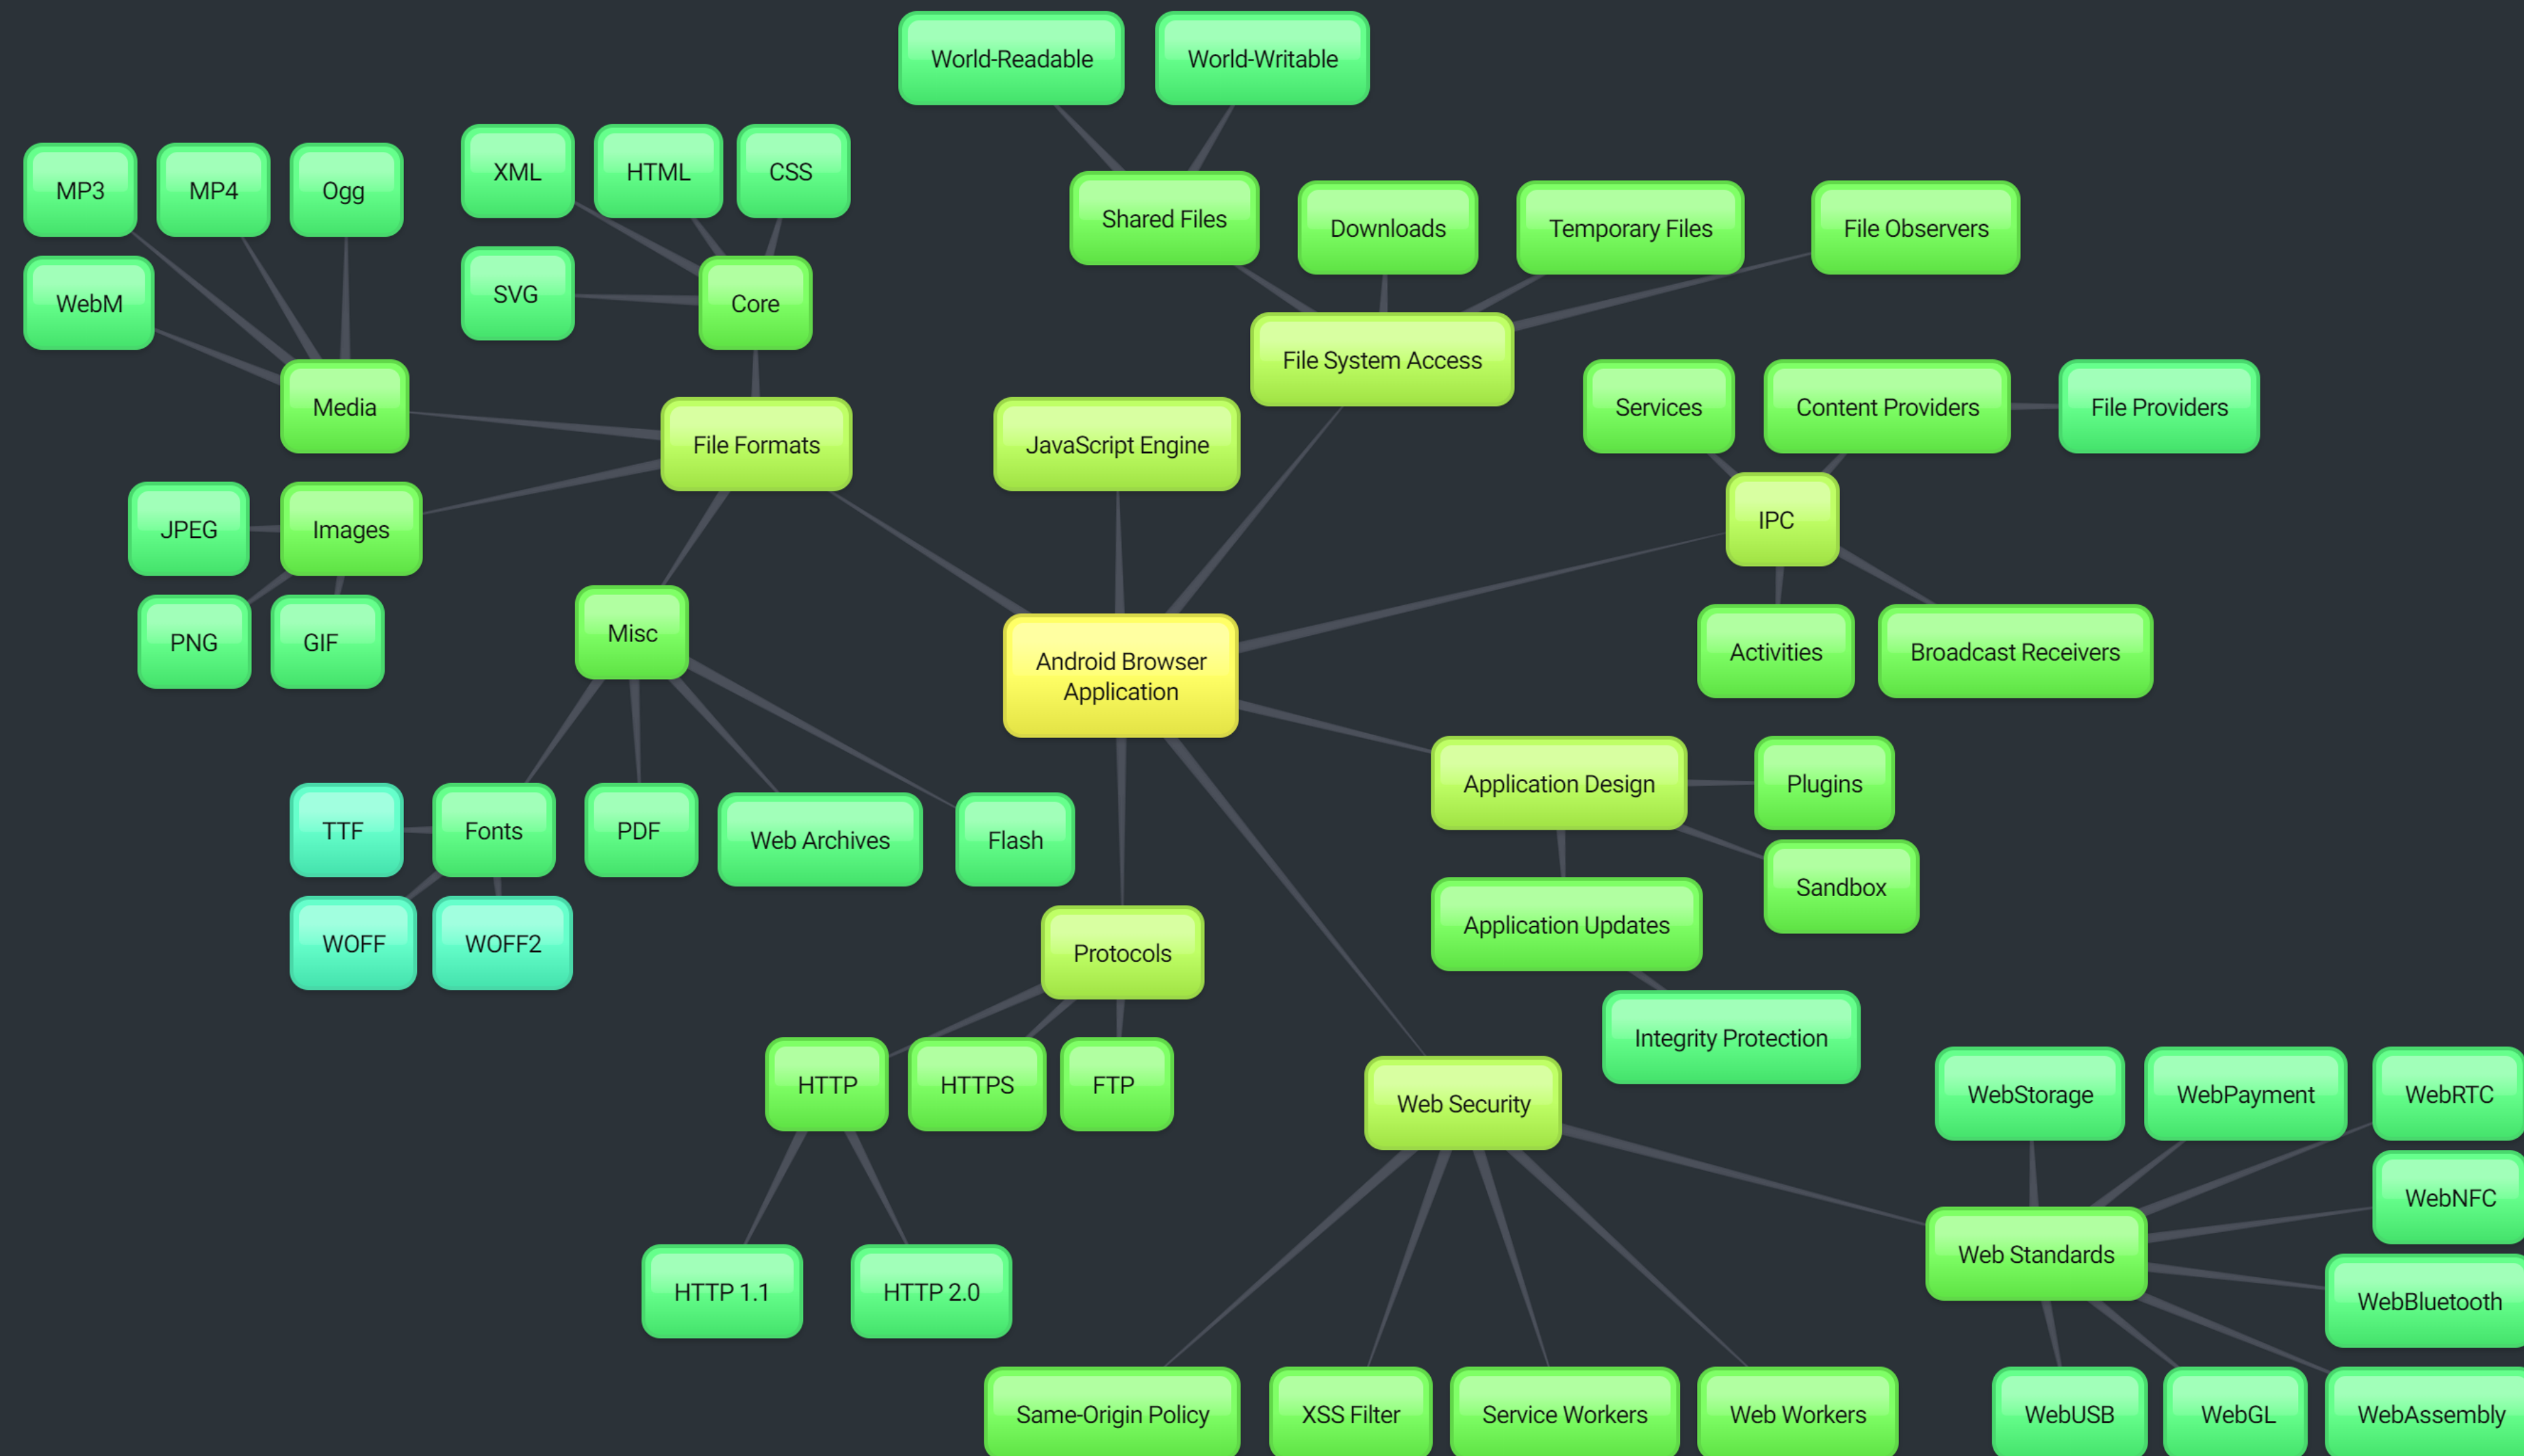 World-Readable
World-Writable
MP3
MP4
Ogg
XML
HTML
CSS
Shared Files
Downloads
Temporary Files
File Observers
WebM
SVG
Core
File System Access
Media
File Formats
JavaScript Engine
Services
Content Providers
File Providers
JPEG
Images
IPC
PNG
GIF
Misc
Android Browser
Application
Activities
Broadcast Receivers
TTF
Fonts
PDF
Web Archives
Flash
Application Design
Plugins
Sandbox
WOFF
WOFF2
Protocols
Application Updates
Integrity Protection
HTTP
HTTPS
FTP
Web Security
WebStorage
WebPayment
WebRTC
WebNFC
Web Standards
HTTP 1.1
HTTP 2.0
WebBluetooth
Same-Origin Policy
XSS Filter
Service Workers
Web Workers
WebUSB
WebGL
WebAssembly